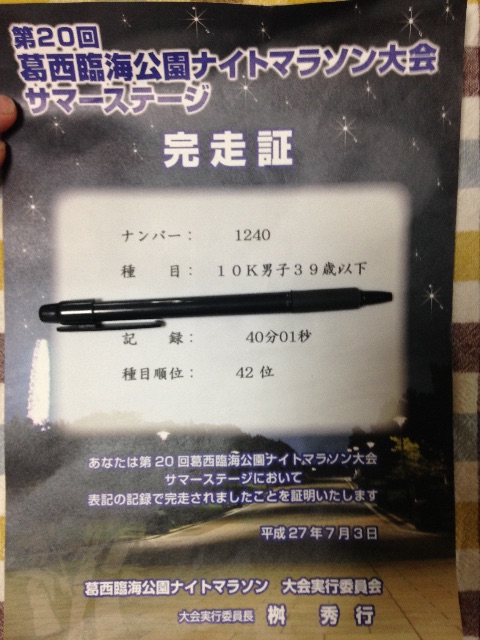 第20回
葛西臨海公園ナイトマラソン大会
サマーステージ
完走証
ナンバー： 1240
種 目： 10K男子39歳以下
記 録： 40分01秒
種目順位： 42位
あなたは第20回葛西臨海公園ナイトマラソン大会
サマーステージにおいて
表記の記録で完走されましたことを証明いたします
平成27年7月3日
葛西臨海公園ナイトマラソン 大会実行委員会
大会実行委員長 桝 秀行